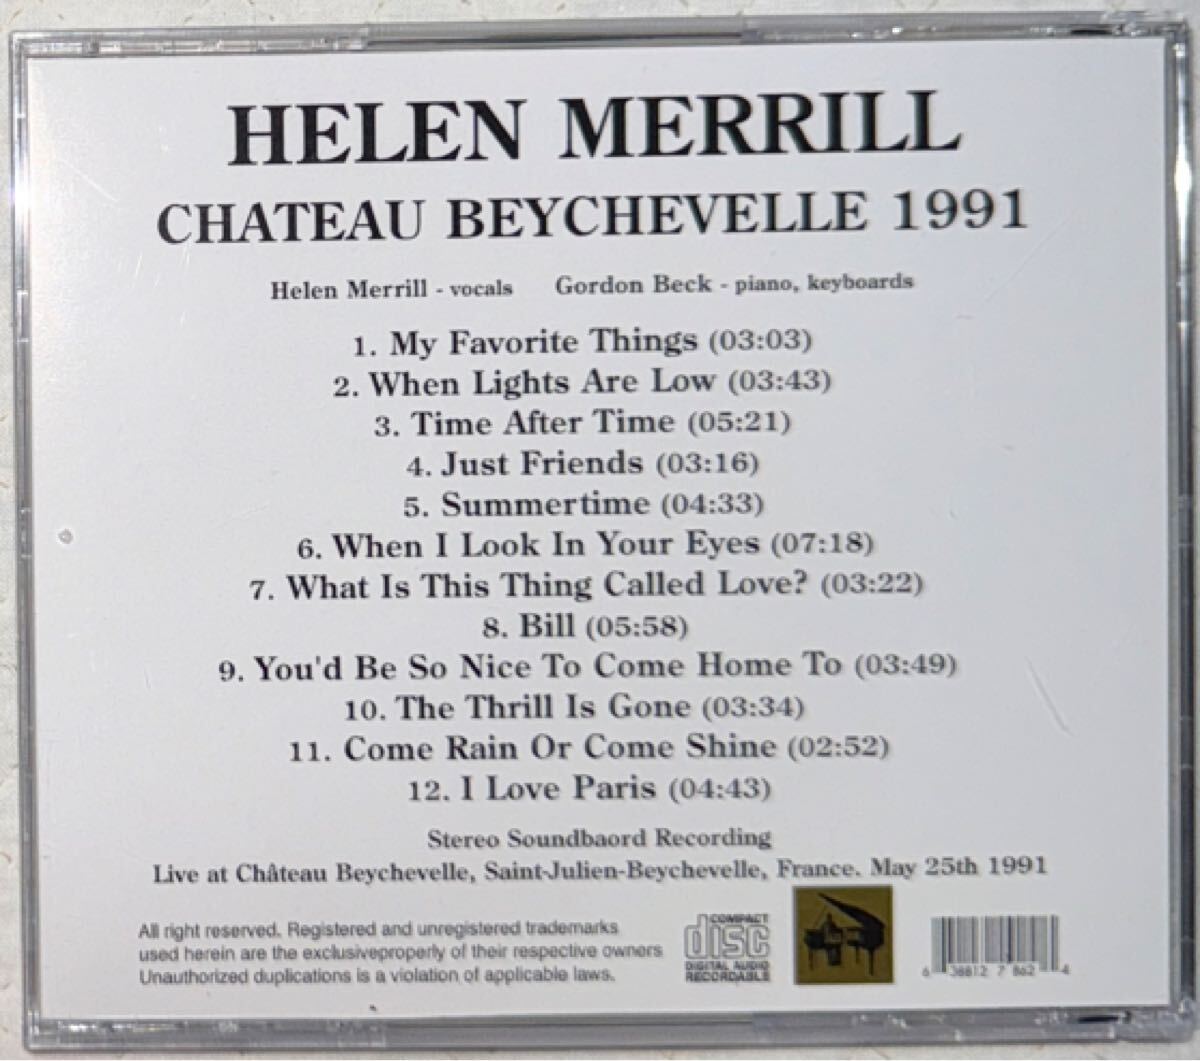 HELEN MERRILL
CHATEAU BEYCHEVELLE 1991
Helen Merrill - vocals Gordon Beck - piano, keyboards
1. My Favorite Things (03:03)
2. When Lights Are Low (03:43)
3. Time After Time (05:21)
4. Just Friends (03:16)
5. Summertime (04:33)
6. When I Look In Your Eyes (07:18)
7. What Is This Thing Called Love? (03:22)
8. Bill (05:58)
9. You'd Be So Nice To Come Home To (03:49)
10. The Thrill Is Gone (03:34)
11. Come Rain Or Come Shine (02:52)
12. I Love Paris (04:43)
Stereo Soundbaord Recording
Live at Château Beychevelle, Saint-Julien-Beychevelle, France. May 25th 1991
All right reserved. Registered and unregistered trademarks
used herein are the exclusiveproperly of their respective owners
Unauthorized duplications is a violation of applicable laws.
COMPACT
disc
DIGITAL AUDIO
RECORDABLE
6 38812 7 862 4